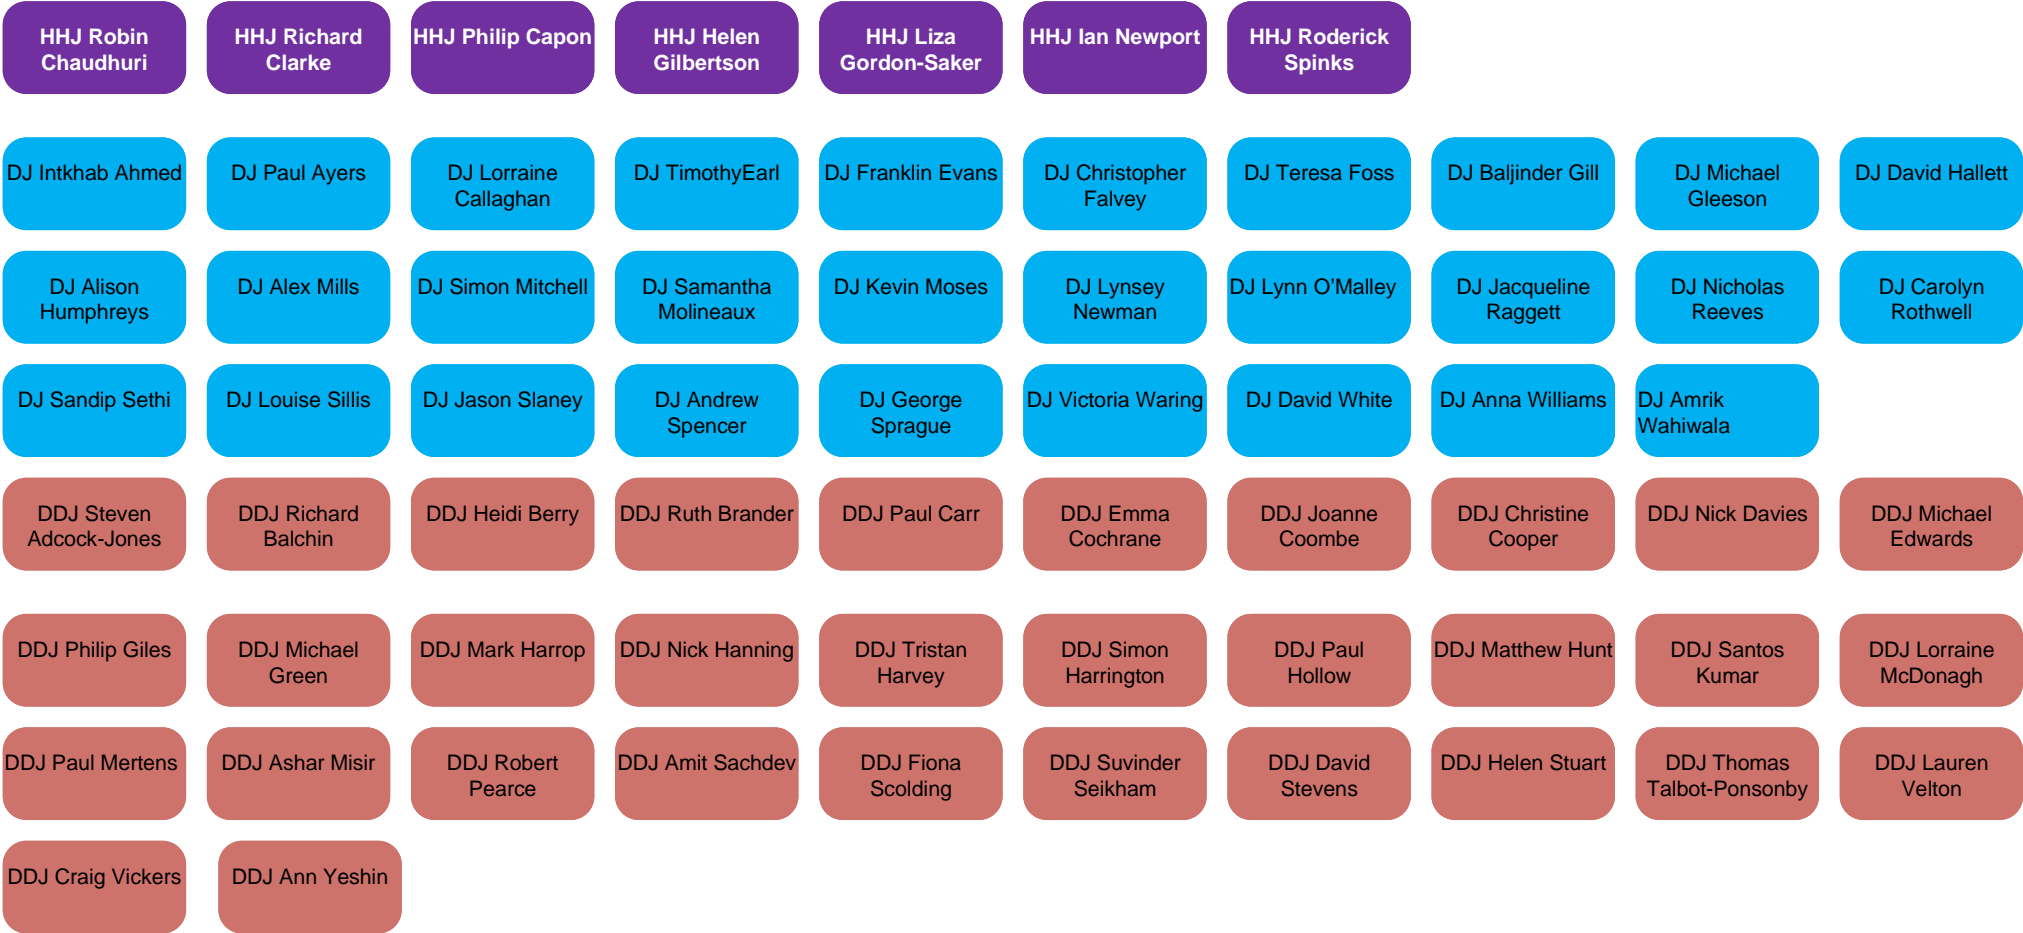 HHJ Robin
Chaudhuri
HHJ Richard
Clarke
HHJ Philip Capon
HHJ Helen
Gilbertson
HHJ Liza
Gordon-Saker
HHJ Ian Newport
HHJ Roderick
Spinks
DJ Intkhab Ahmed
DJ Paul Ayers
DJ Lorraine
Callaghan
DJ TimothyEarl
DJ Franklin Evans
DJ Christopher
Falvey
DJ Teresa Foss
DJ Baljinder Gill
DJ Michael
Gleeson
DJ David Hallett
DJ Alison
Humphreys
DJ Alex Mills
DJ Simon Mitchell
DJ Samantha
Molineaux
DJ Kevin Moses
DJ Lynsey
Newman
DJ Lynn O’Malley
DJ Jacqueline
Raggett
DJ Nicholas
Reeves
DJ Carolyn
Rothwell
DJ Sandip Sethi
DJ Louise Sillis
DJ Jason Slaney
DJ Andrew
Spencer
DJ George
Sprague
DJ Victoria Waring
DJ David White
DJ Anna Williams
DJ Amrik
Wahiwala
DDJ Steven
Adcock-Jones
DDJ Richard
Balchin
DDJ Heidi Berry
DDJ Ruth Brander
DDJ Paul Carr
DDJ Emma
Cochrane
DDJ Joanne
Coombe
DDJ Christine
Cooper
DDJ Nick Davies
DDJ Michael
Edwards
DDJ Philip Giles
DDJ Michael
Green
DDJ Mark Harrop
DDJ Nick Hanning
DDJ Tristan
Harvey
DDJ Simon
Harrington
DDJ Paul
Hollow
DDJ Matthew Hunt
DDJ Santos
Kumar
DDJ Lorraine
McDonagh
DDJ Paul Mertens
DDJ Ashar Misir
DDJ Robert
Pearce
DDJ Amit Sachdev
DDJ Fiona
Scolding
DDJ Suvinder
Seikham
DDJ David
Stevens
DDJ Helen Stuart
DDJ Thomas
Talbot-Ponsonby
DDJ Lauren
Velton
DDJ Craig Vickers
DDJ Ann Yeshin